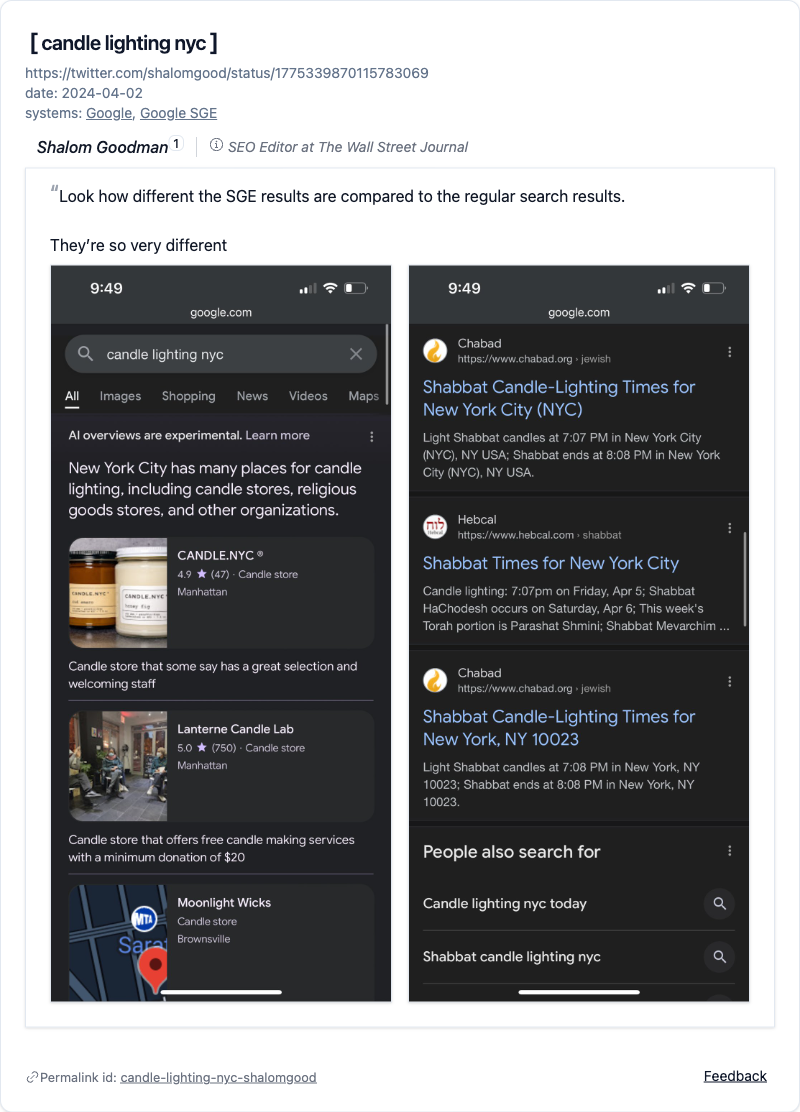 [ candle lighting nyc ]
https://twitter.com/shalomgood/status/1775339870115783069
date: 2024-04-02
systems: Google, Google SGE
Shalom Goodman 1 SEO Editor at The Wall Street Journal
“Look how different the SGE results are compared to the regular search results.
They’re so very different
9:49
google.com
candle lighting nyc
All Images Shopping News Videos Maps
AI overviews are experimental. Learn more
New York City has many places for candle
lighting, including candle stores, religious
goods stores, and other organizations.
CANDLE.NYC ®
4.9 ★ (47) · Candle store
Manhattan
CANDLE.NYC
CANDLE.NYC
honey fig
Candle store that some say has a great selection and
welcoming staff
Lanterne Candle Lab
5.0 ★ (750) · Candle store
Manhattan
Candle store that offers free candle making services
with a minimum donation of $20
Moonlight Wicks
Candle store
Brownsville
MTA
Sarat
9:49
google.com
Chabad
https://www.chabad.org › jewish
Shabbat Candle-Lighting Times for
New York City (NYC)
Light Shabbat candles at 7:07 PM in New York City
(NYC), NY USA; Shabbat ends at 8:08 PM in New York
City (NYC), NY USA.
לוח
Hebcal
Hebcal
https://www.hebcal.com › shabbat
Shabbat Times for New York City
Candle lighting: 7:07pm on Friday, Apr 5; Shabbat
HaChodesh occurs on Saturday, Apr 6; This week's
Torah portion is Parashat Shmini; Shabbat Mevarchim ...
Chabad
https://www.chabad.org › jewish
Shabbat Candle-Lighting Times for
New York, NY 10023
Light Shabbat candles at 7:08 PM in New York, NY
10023; Shabbat ends at 8:08 PM in New York, NY
10023.
People also search for
Candle lighting nyc today
Shabbat candle lighting nyc
Permalink id: candle-lighting-nyc-shalomgood
Feedback